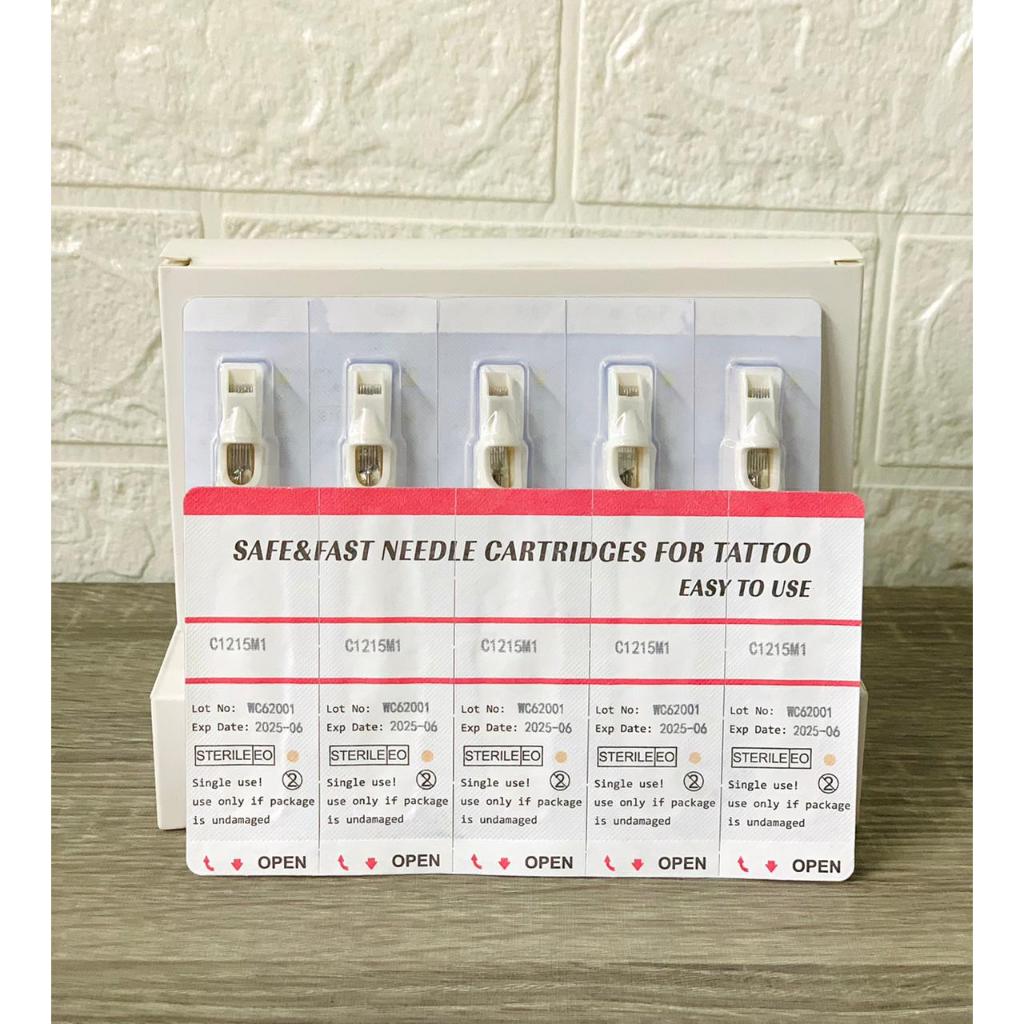 SAFE&FAST NEEDLE CARTRIDGES FOR TATTOO
EASY TO USE
C1215M1 C1215M1 C1215M1 C1215M1 C1215M1
Lot No: WC62001 Lot No: WC62001 Lot No: WC62001 Lot No: WC62001 Lot No: WC62001
Exp Date: 2025-06 Exp Date: 2025-06 Exp Date: 2025-06 Exp Date: 2025-06 Exp Date: 2025-06
STERILE EO STERILE EO STERILE EO STERILE EO STERILE EO
Single use! 2 Single use! 2 Single use! 2 Single use! 2 Single use! 2
use only if package use only if package use only if package use only if package use only if package
is undamaged is undamaged is undamaged is undamaged is undamaged
OPEN OPEN OPEN OPEN OPEN